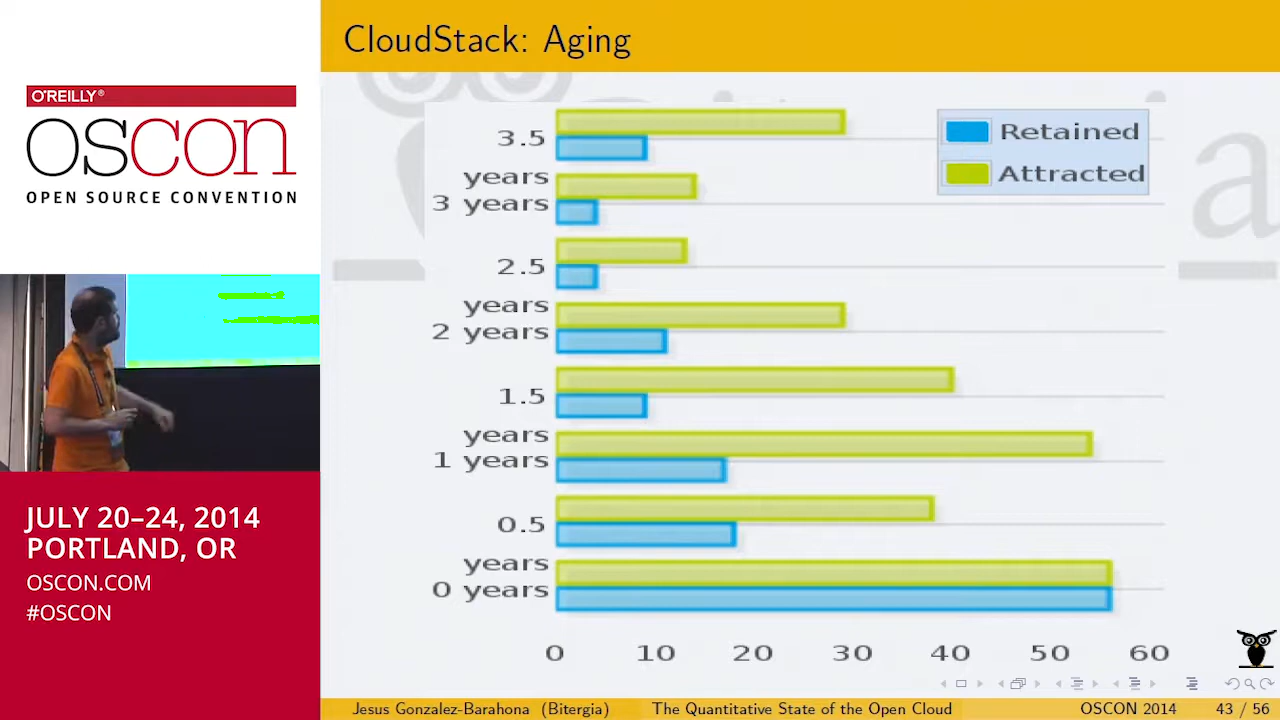 CloudStack: Aging
O'REILLY®
OSCON
OPEN SOURCE CONVENTION
JULY 20–24, 2014
PORTLAND, OR
OSCON.COM
#OSCON
Retained
Attracted
3.5
years
3 years
2.5
years
2 years
1.5
years
1 years
0.5
years
0 years
0 10 20 30 40 50 60
Jesus Gonzalez-Barahona (Bitergia) The Quantitative State of the Open Cloud OSCON 2014 43 / 56